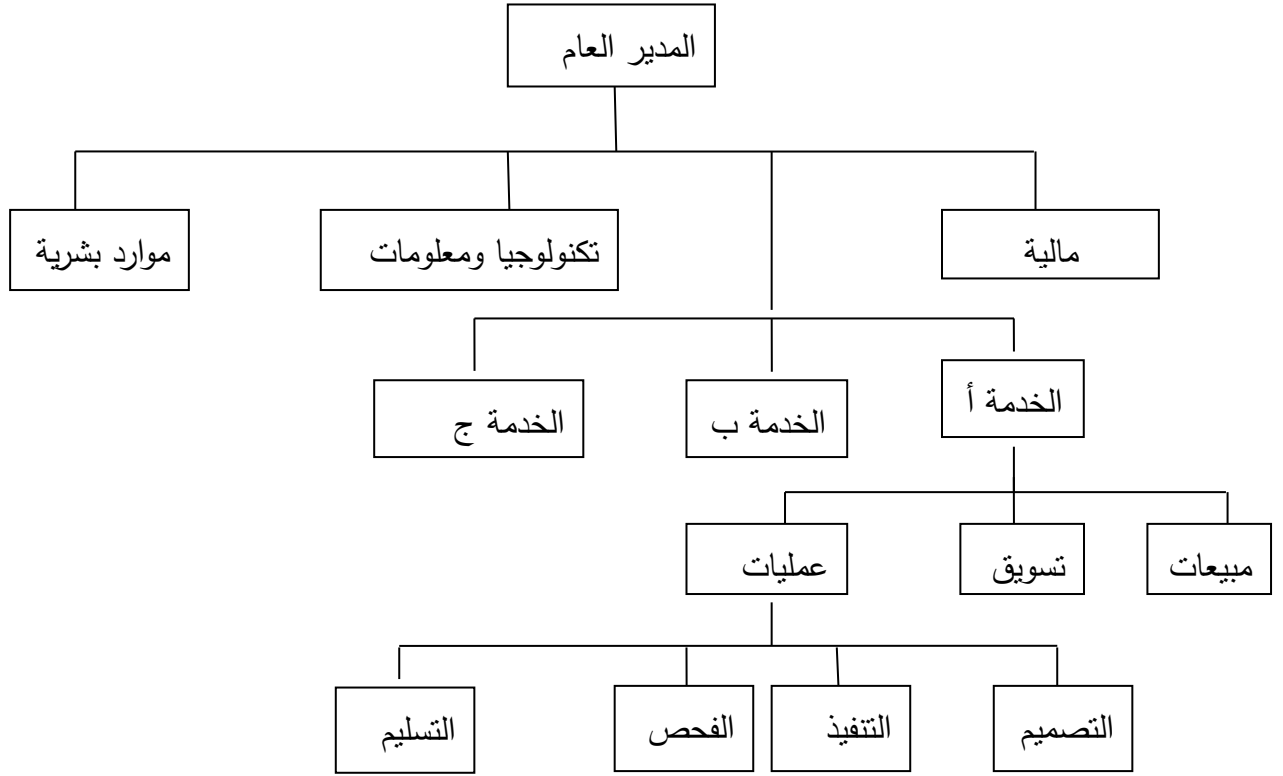 المدير العام
مالية
تكنولوجيا ومعلومات
موارد بشرية
الخدمة أ
الخدمة ب
الخدمة ج
مبيعات
تسويق
عمليات
التصميم
التنفيذ
الفحص
التسليم